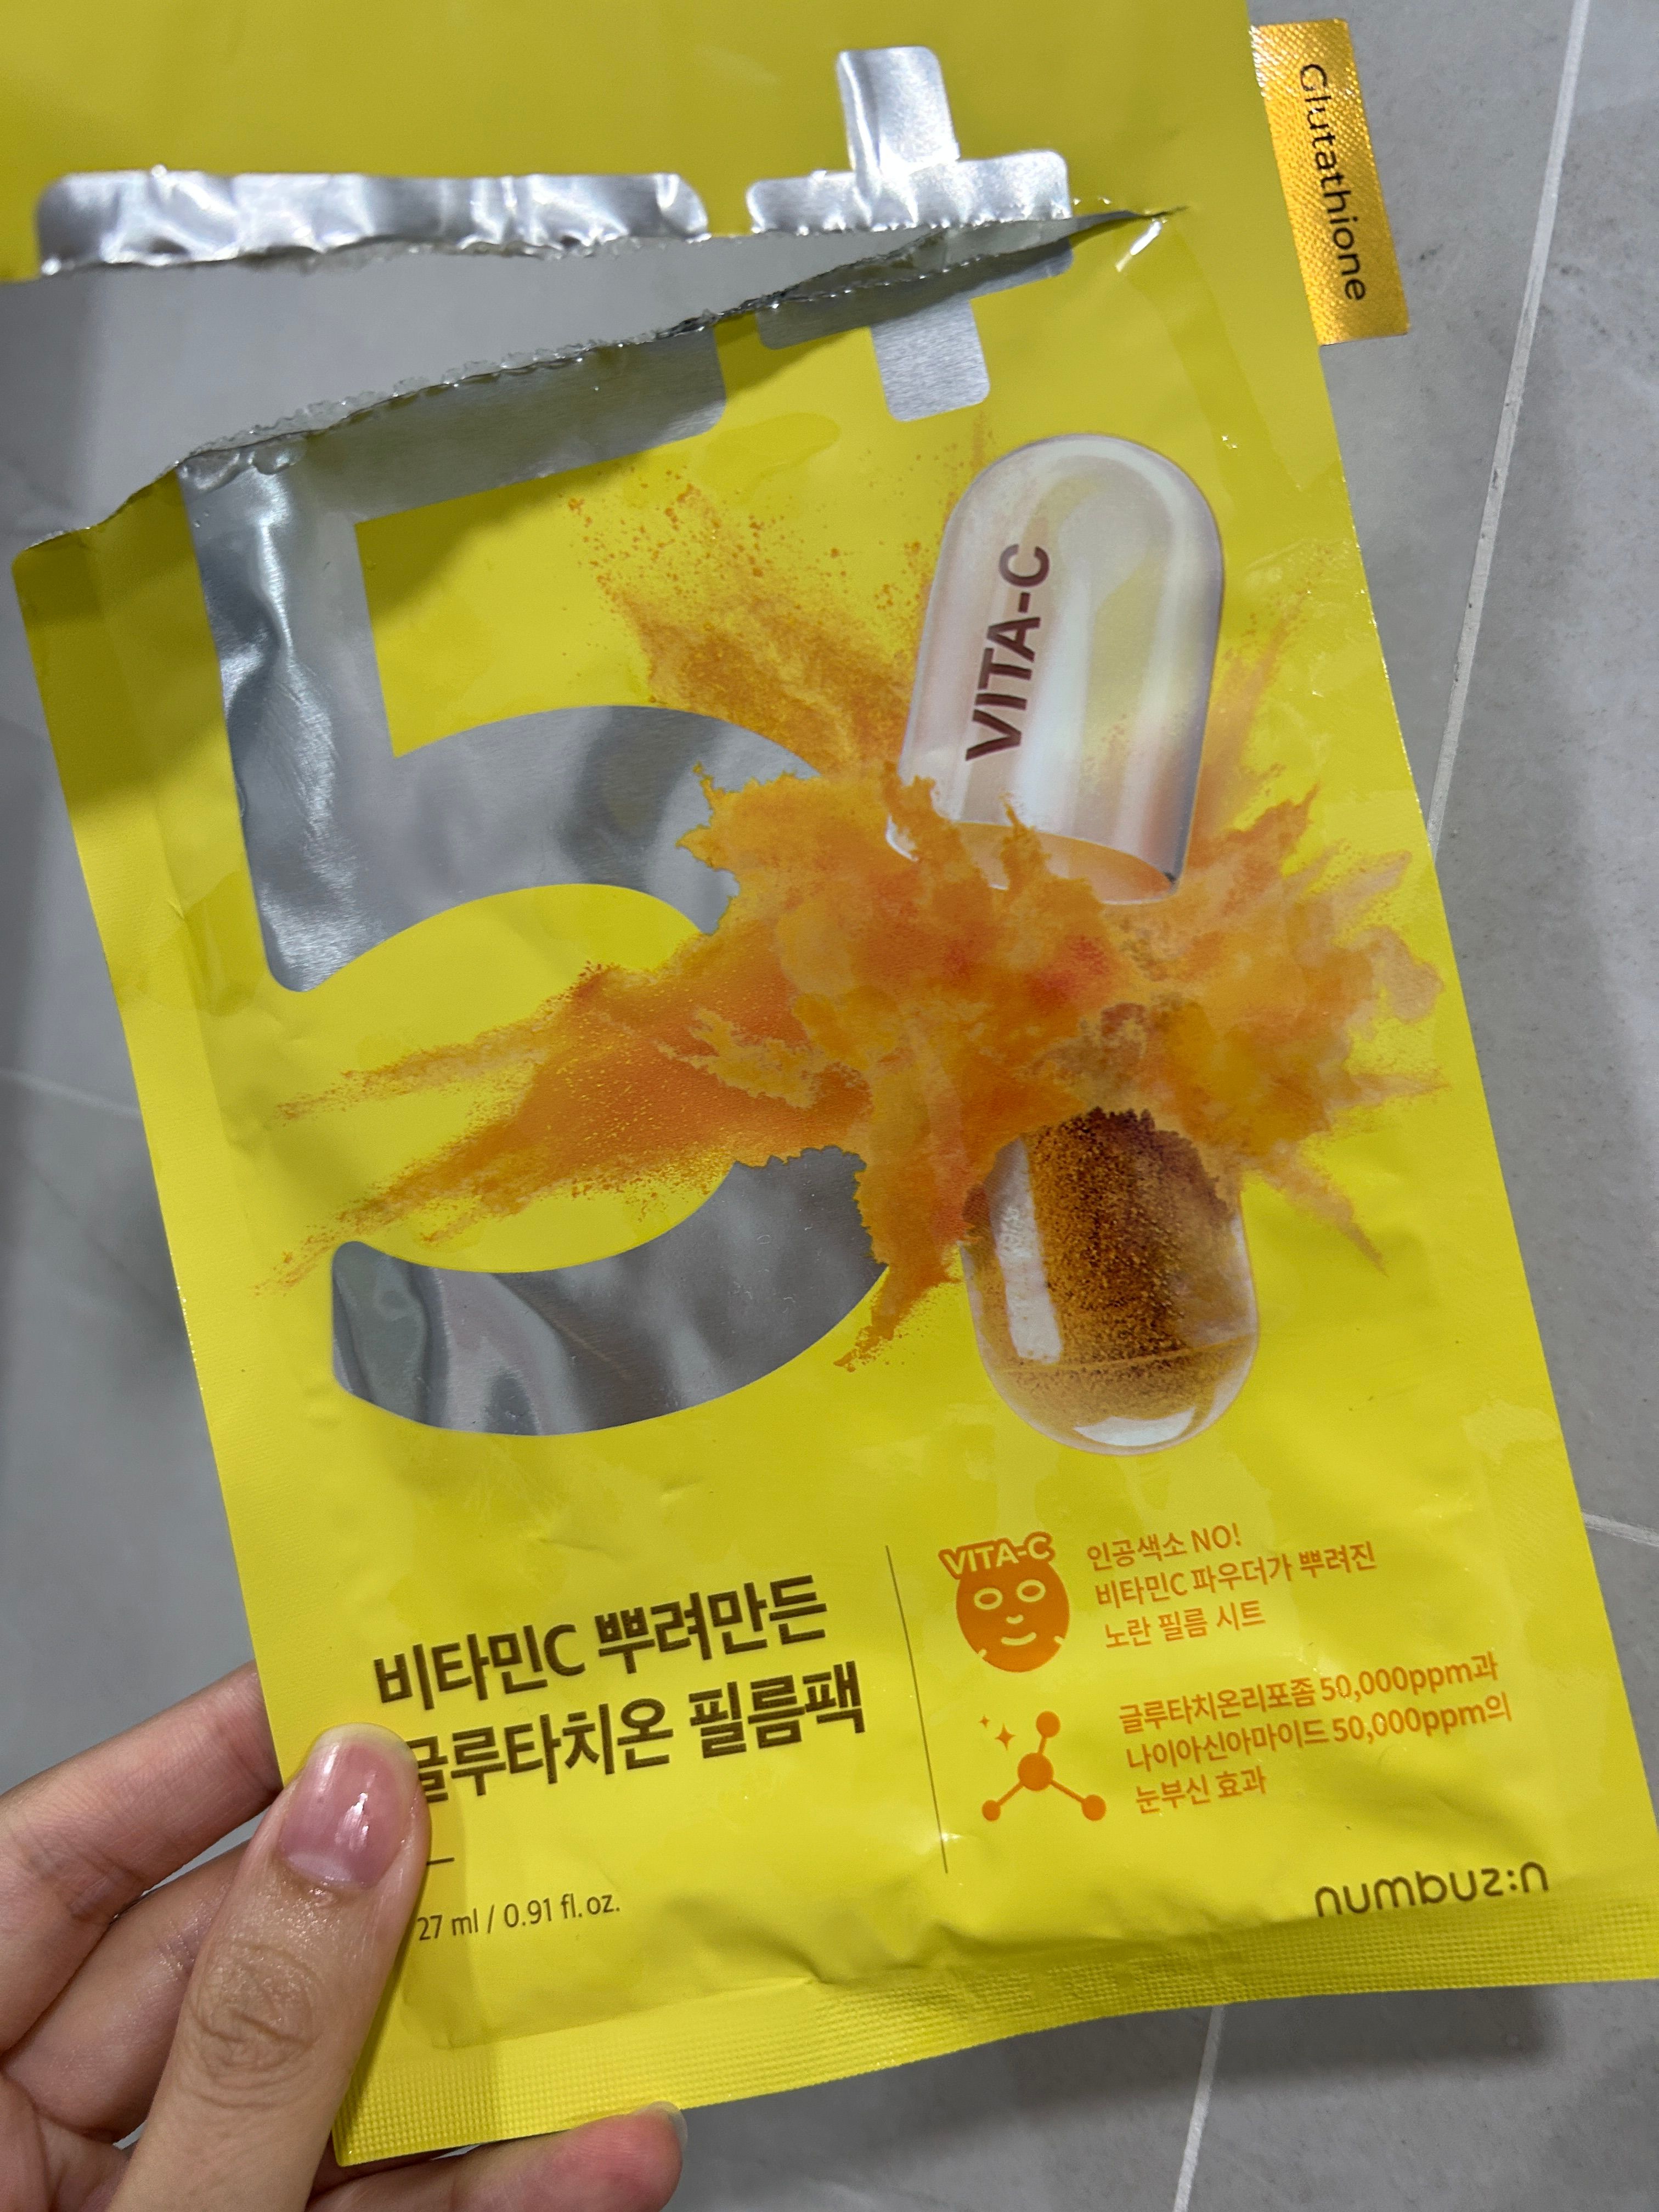 Glutathione
5+
VITA-C
비타민C 뿌려만든
글루타치온 필름팩
27 ml / 0.91 fl. oz.
VITA-C
인공색소 NO!
비타민C 파우더가 뿌려진
노란 필름 시트
글루타치온리포좀 50,000ppm과
나이아신아마이드 50,000ppm의
눈부신 효과
numbuz:n